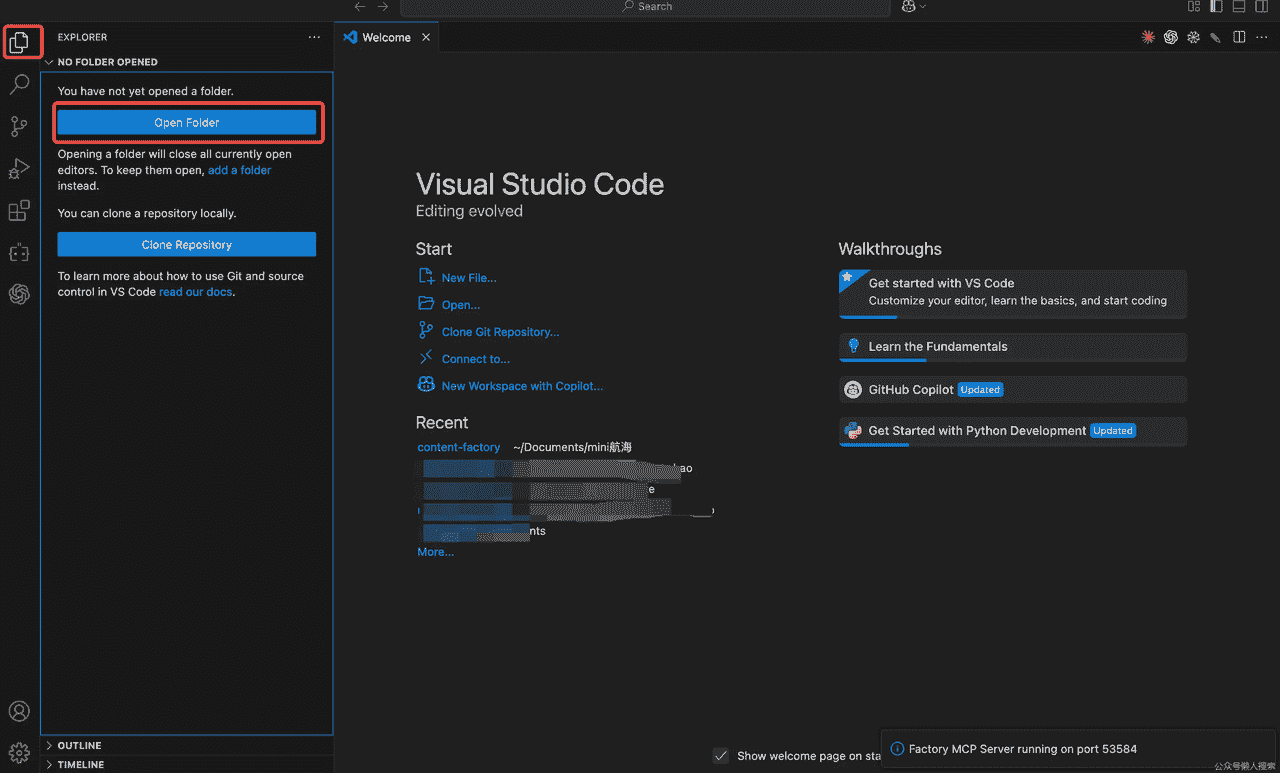 Search
EXPLORER
NO FOLDER OPENED
You have not yet opened a folder.
Open Folder
Opening a folder will close all currently open
editors. To keep them open, add a folder
instead.
You can clone a repository locally.
Clone Repository
To learn more about how to use Git and source
control in VS Code read our docs.
OUTLINE
TIMELINE
Welcome
Visual Studio Code
Editing evolved
Start
New File...
Open...
Clone Git Repository...
Connect to...
New Workspace with Copilot...
Recent
content-factory ~/Documents/mini航海
More...
Walkthroughs
Get started with VS Code
Customize your editor, learn the basics, and start coding
Learn the Fundamentals
GitHub Copilot Updated
Get Started with Python Development Updated
Show welcome page on sta
Factory MCP Server running on port 53584
公众号懒人搜索